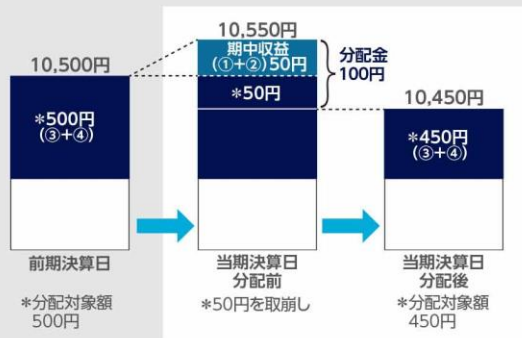 10,500円
*500円
(③+④)
前期決算日
*分配対象額
500円
10,550円
期中収益
(①+②)50円
*50円
分配金
100円
当期決算日
分配前
*50円を取崩し
10,450円
*450円
(③+④)
当期決算日
分配後
*分配対象額
450円